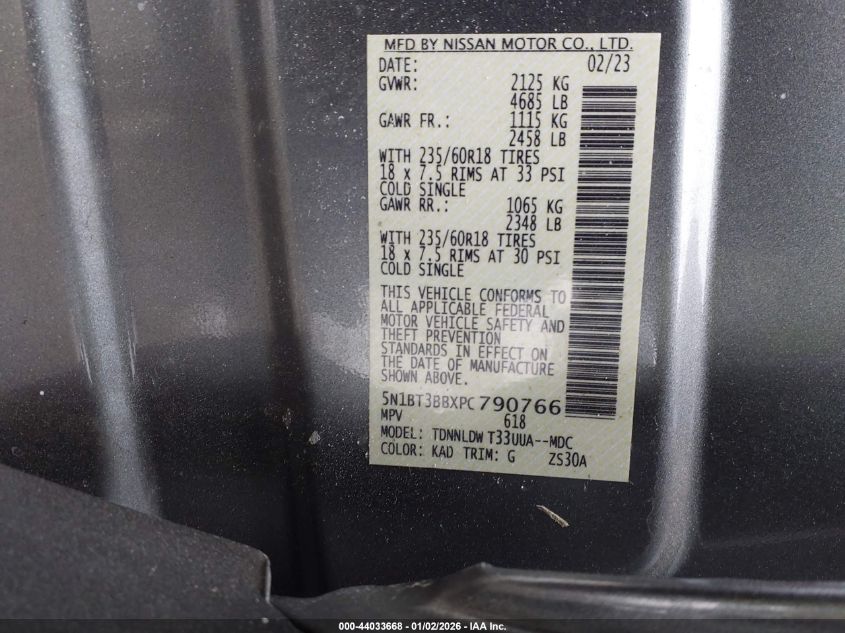 MFD BY NISSAN MOTOR CO., LTD.
DATE: 02/23
GVWR: 2125 KG
4685 LB
GAWR FR.: 1115 KG
2458 LB
WITH 235/60R18 TIRES
18 x 7.5 RIMS AT 33 PSI
COLD SINGLE
GAWR RR.: 1065 KG
2348 LB
WITH 235/60R18 TIRES
18 x 7.5 RIMS AT 30 PSI
COLD SINGLE
THIS VEHICLE CONFORMS TO
ALL APPLICABLE FEDERAL
MOTOR VEHICLE SAFETY AND
THEFT PREVENTION
STANDARDS IN EFFECT ON
THE DATE OF MANUFACTURE
SHOWN ABOVE.
5N1BT3BBXPC790766
MPV 618
MODEL: TDNNLDW T33UUA--MDC
COLOR: KAD TRIM: G ZS30A
000-44033668 - 01/02/2026 - IAA Inc.